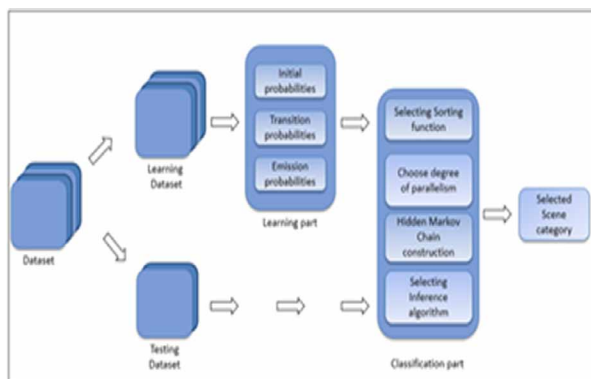 Dataset
Learning
Dataset
Testing
Dataset
Initial
probabilities
Transition
probabilities
Emission
probabilities
Learning part
Selecting Sorting
function
Choose degree
of parallelism
Hidden Markov
Chain
construction
Selecting
Inference
algorithm
Classification part
Selected
Scene
category